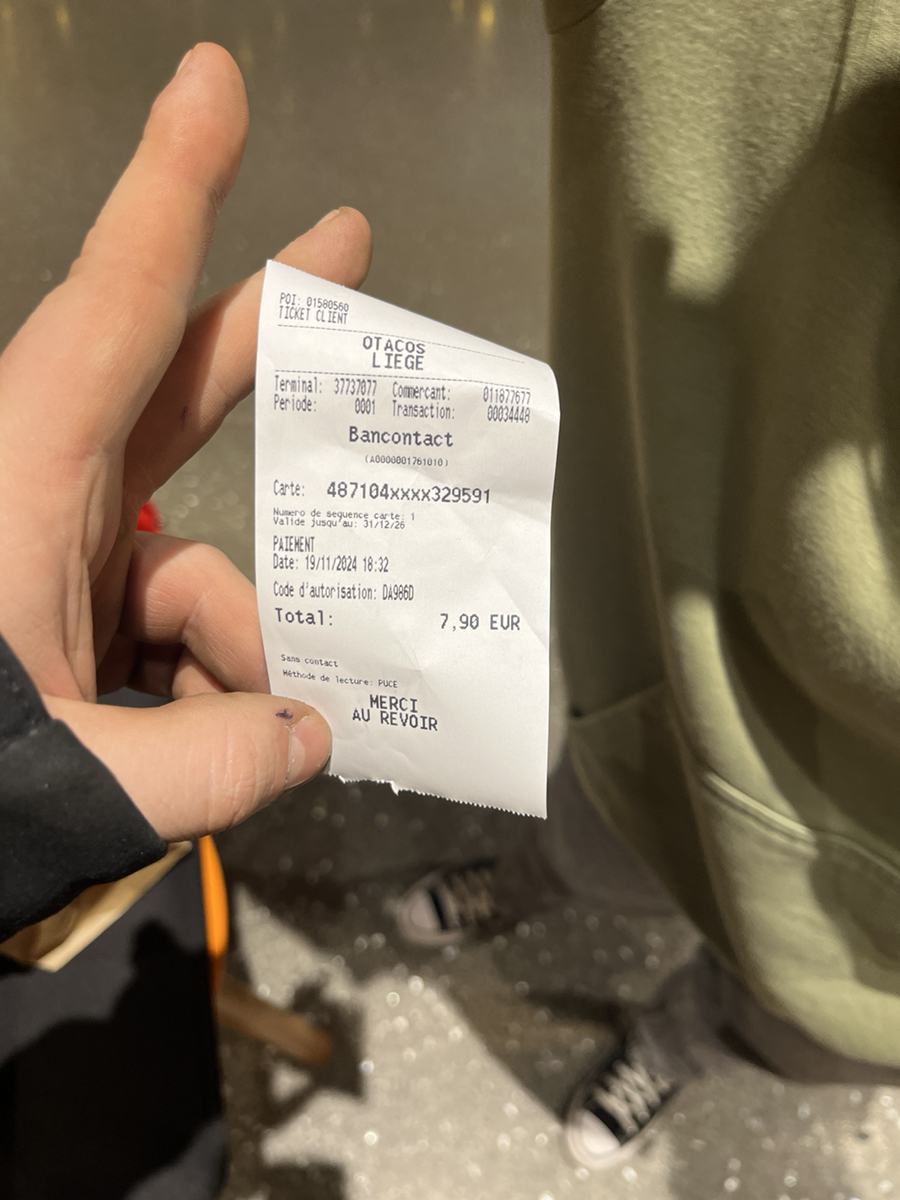 POI: 01580560
TICKET CLIENT
OTACOS
LIEGE
Terminal: 37737077 Commercant: 011877677
Periode: 0001 Transaction: 00034448
Bancontact
(A0000001761010)
Carte: 487104xxxx329591
Numero de sequence carte: 1
Valide jusqu'au: 31/12/26
PAIEMENT
Date: 19/11/2024 18:32
Code d'autorisation: DA986D
Total: 7,90 EUR
Sans contact
Méthode de lecture: PUCE
MERCI
AU REVOIR